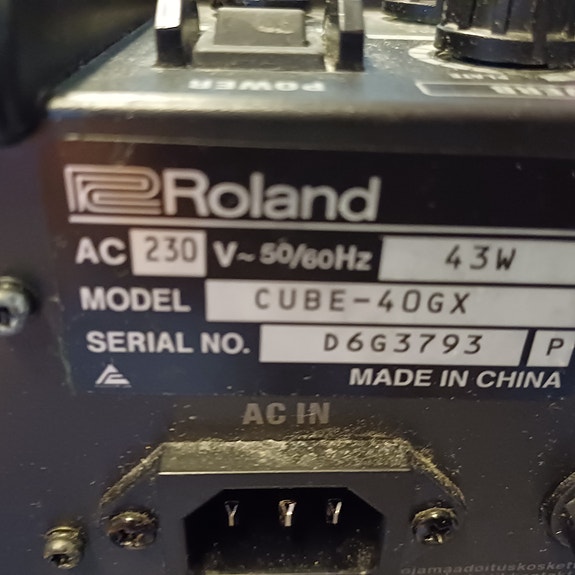 POWER
Roland
AC 230 V~ 50/60Hz 43W
MODEL CUBE-40GX
SERIAL NO. D6G3793 P
MADE IN CHINA
AC IN